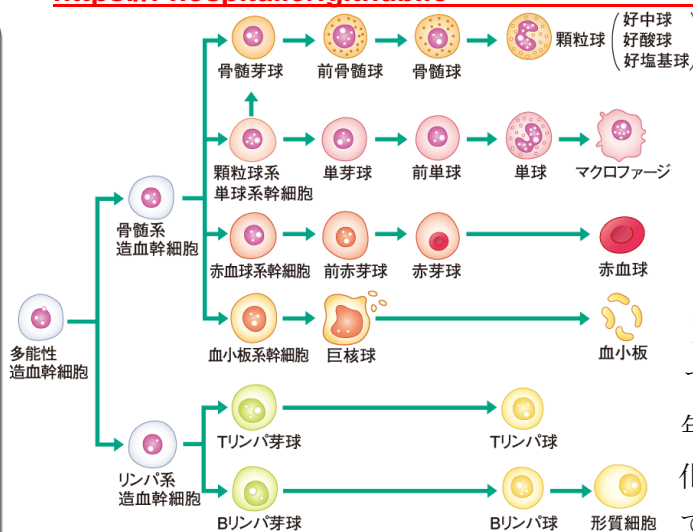 骨髄芽球
前骨髄球
骨髄球
顆粒球
好中球
好酸球
好塩基球
顆粒球系
単球系幹細胞
単芽球
前単球
単球
マクロファージ
骨髄系
造血幹細胞
赤血球系幹細胞
前赤芽球
赤芽球
赤血球
血小板系幹細胞
巨核球
血小板
多能性
造血幹細胞
Tリンパ芽球
Tリンパ球
リンパ系
造血幹細胞
Bリンパ芽球
Bリンパ球
形質細胞